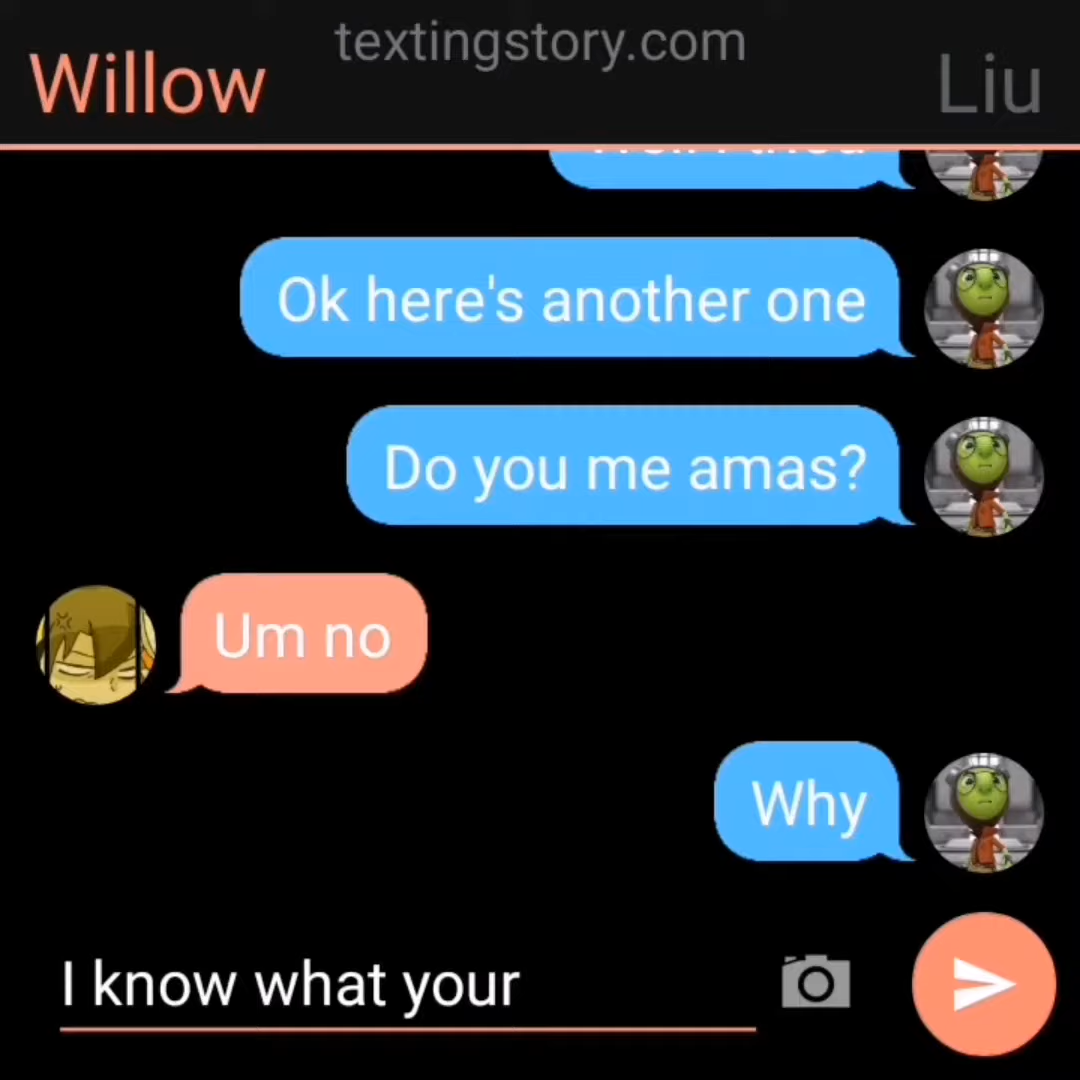 textingstory.com
Willow
Liu
Ok here's another one
Do you me amas?
Um no
Why
I know what your